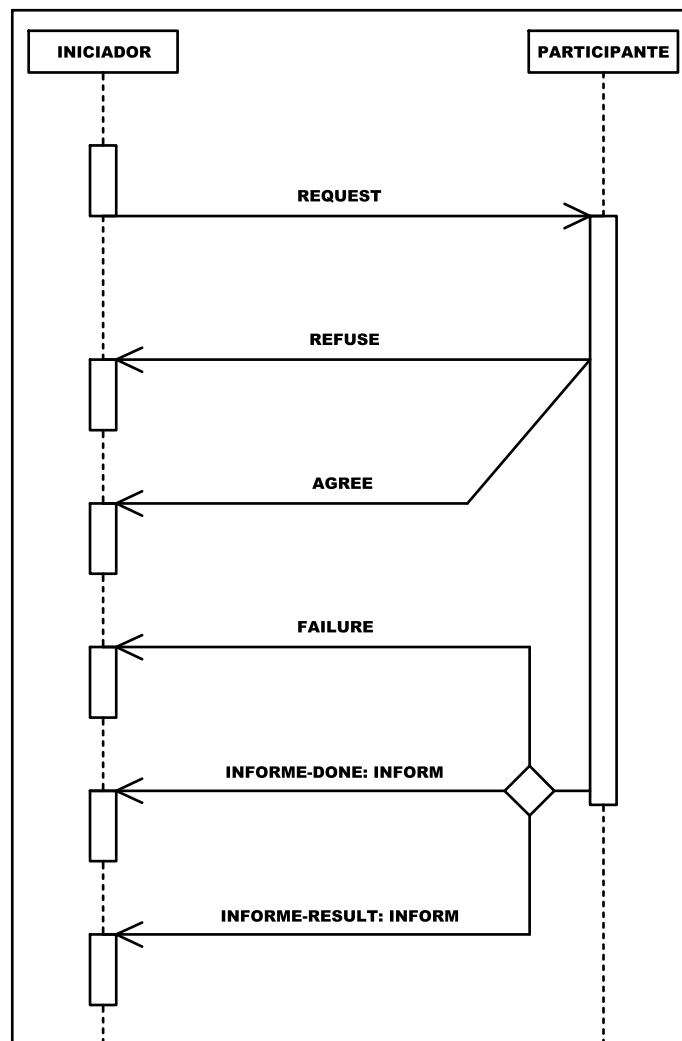 INICIADOR
PARTICIPANTE
REQUEST
REFUSE
AGREE
FAILURE
INFORME-DONE: INFORM
INFORME-RESULT: INFORM